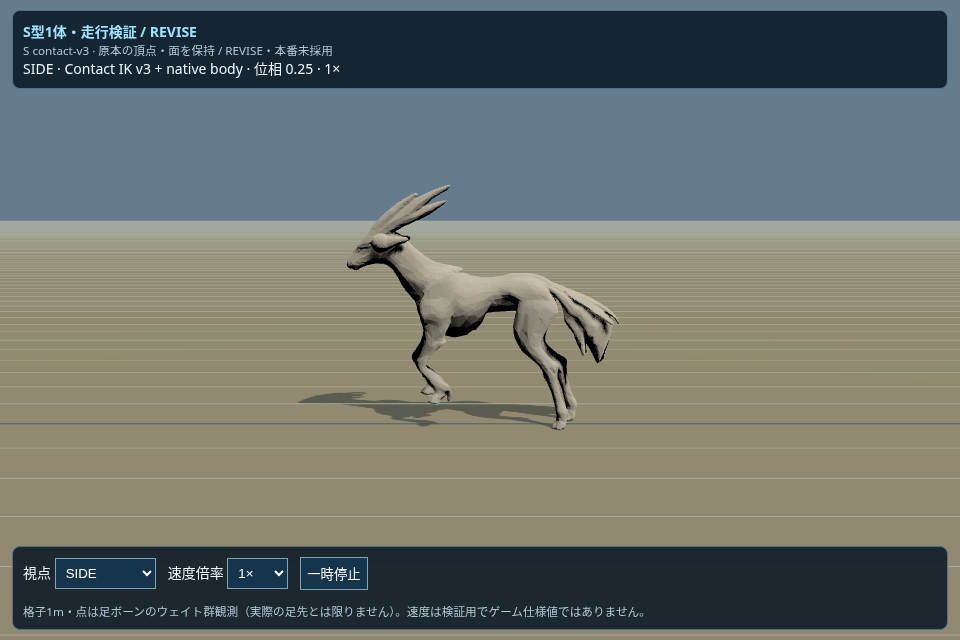 S型1体・走行検証 / REVISE
S contact-v3 · 原本の頂点・面を保持 / REVISE・本番未採用
SIDE · Contact IK v3 + native body · 位相 0.25 · 1×
視点 SIDE 速度倍率 1× 一時停止
格子1m・点は足ボーンのウェイト群観測（実際の足先とは限りません）。速度は検証用でゲーム仕様値ではありません。